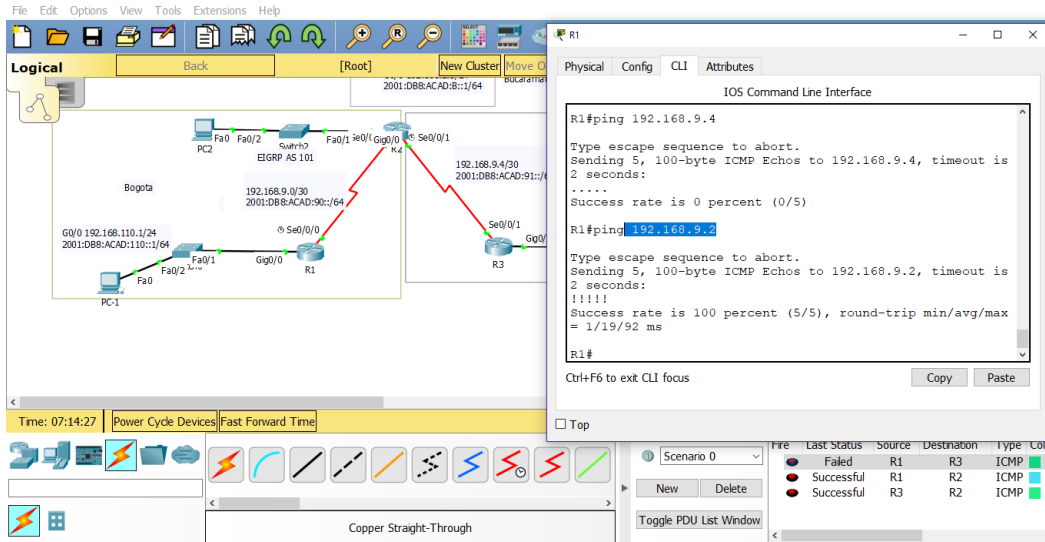 File Edit Options View Tools Extensions Help
Logical
Back
[Root]
New Cluster
Move O
2001:DB8:ACAD:B::1/64
PC2
Fa0
Fa0/2
Switch2
Fa0/1
Gig0/0
R2
Se0/0/1
EIGRP AS 101
Bogota
192.168.9.0/30
2001:DB8:ACAD:90::/64
192.168.9.4/30
2001:DB8:ACAD:91::/
G0/0 192.168.110.1/24
2001:DB8:ACAD:110::1/64
Se0/0/0
Fa0/1
Fa0/2
Gig0/0
R1
Fa0
PC-1
Se0/0/1
Gig0/
R3
R1
Physical Config CLI Attributes
IOS Command Line Interface
R1#ping 192.168.9.4
Type escape sequence to abort.
Sending 5, 100-byte ICMP Echos to 192.168.9.4, timeout is
2 seconds:
.....
Success rate is 0 percent (0/5)
R1#ping 192.168.9.2
Type escape sequence to abort.
Sending 5, 100-byte ICMP Echos to 192.168.9.2, timeout is
2 seconds:
!!!!!
Success rate is 100 percent (5/5), round-trip min/avg/max
= 1/19/92 ms
R1#
Ctrl+F6 to exit CLI focus
Copy Paste
Top
Time: 07:14:27
Power Cycle Devices
Fast Forward Time
Scenario 0
New Delete
Toggle PDU List Window
Fire Last Status Source Destination Type Col
Failed R1 R3 ICMP
Successful R1 R2 ICMP
Successful R3 R2 ICMP
Copper Straight-Through